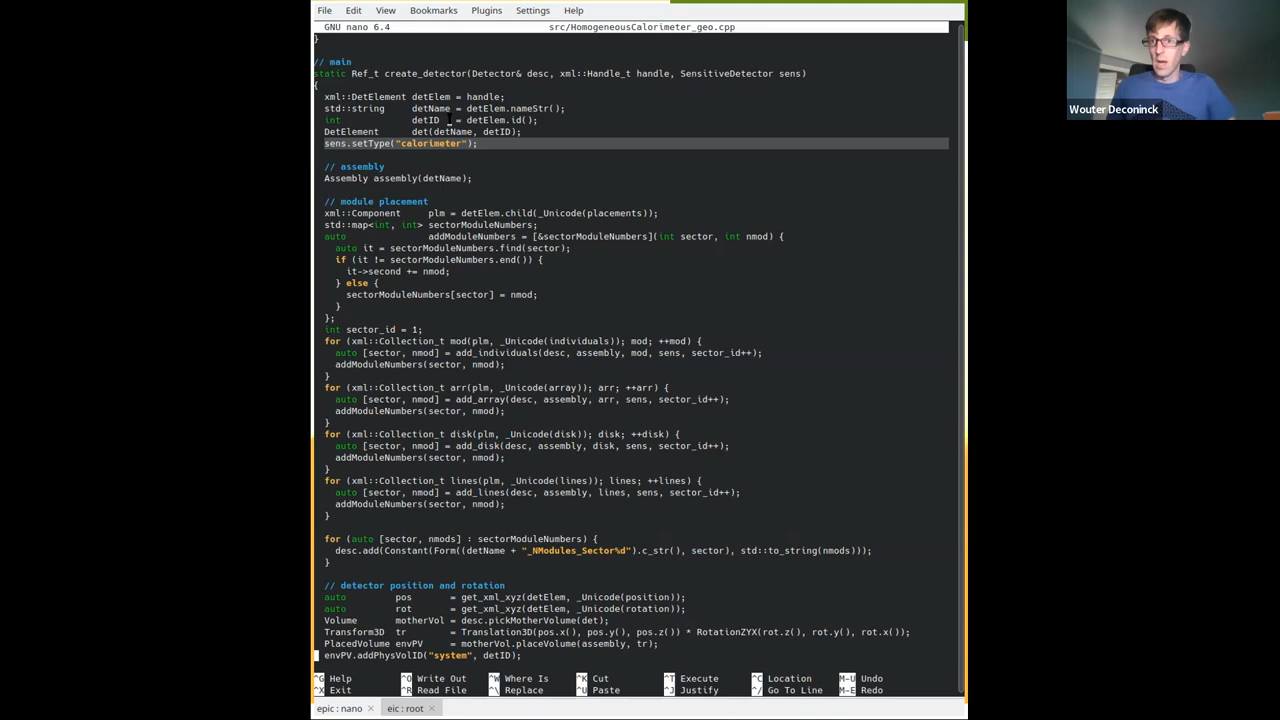 File Edit View Bookmarks Plugins Settings Help
GNU nano 6.4 src/HomogeneousCalorimeter_geo.cpp
}
// main
static Ref_t create_detector(Detector& desc, xml::Handle_t handle, SensitiveDetector sens)
{
xml::DetElement detElem = handle;
std::string detName = detElem.nameStr();
int detID = detElem.id();
DetElement det(detName, detID);
sens.setType("calorimeter");
// assembly
Assembly assembly(detName);
// module placement
xml::Component plm = detElem.child(_Unicode(placements));
std::map<int, int> sectorModuleNumbers;
auto addModuleNumbers = [&sectorModuleNumbers](int sector, int nmod) {
auto it = sectorModuleNumbers.find(sector);
if (it != sectorModuleNumbers.end()) {
it->second += nmod;
} else {
sectorModuleNumbers[sector] = nmod;
}
};
int sector_id = 1;
for (xml::Collection_t mod(plm, _Unicode(individuals)); mod; ++mod) {
auto [sector, nmod] = add_individuals(desc, assembly, mod, sens, sector_id++);
addModuleNumbers(sector, nmod);
}
for (xml::Collection_t arr(plm, _Unicode(array)); arr; ++arr) {
auto [sector, nmod] = add_array(desc, assembly, arr, sens, sector_id++);
addModuleNumbers(sector, nmod);
}
for (xml::Collection_t disk(plm, _Unicode(disk)); disk; ++disk) {
auto [sector, nmod] = add_disk(desc, assembly, disk, sens, sector_id++);
addModuleNumbers(sector, nmod);
}
for (xml::Collection_t lines(plm, _Unicode(lines)); lines; ++lines) {
auto [sector, nmod] = add_lines(desc, assembly, lines, sens, sector_id++);
addModuleNumbers(sector, nmod);
}
for (auto [sector, nmods] : sectorModuleNumbers) {
desc.add(Constant(Form((detName + "_NModules_Sector%d").c_str(), sector), std::to_string(nmods)));
}
// detector position and rotation
auto pos = get_xml_xyz(detElem, _Unicode(position));
auto rot = get_xml_xyz(detElem, _Unicode(rotation));
Volume motherVol = desc.pickMotherVolume(det);
Transform3D tr = Translation3D(pos.x(), pos.y(), pos.z()) * RotationZYX(rot.z(), rot.y(), rot.x());
PlacedVolume envPV = motherVol.placeVolume(assembly, tr);
envPV.addPhysVolID("system", detID);
^G Help ^O Write Out ^W Where Is ^K Cut ^T Execute ^C Location M-U Undo
^X Exit ^R Read File ^\ Replace ^U Paste ^J Justify ^/ Go To Line M-E Redo
epic : nano eic : root
Wouter Deconinck